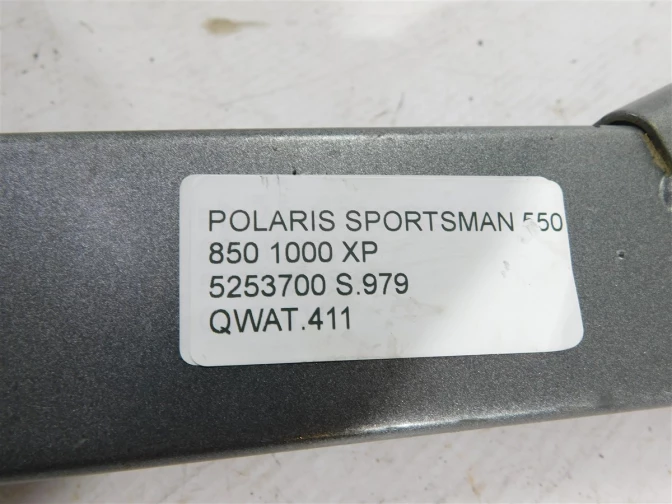 POLARIS SPORTSMAN 550
850 1000 XP
5253700 S.979
QWAT.411